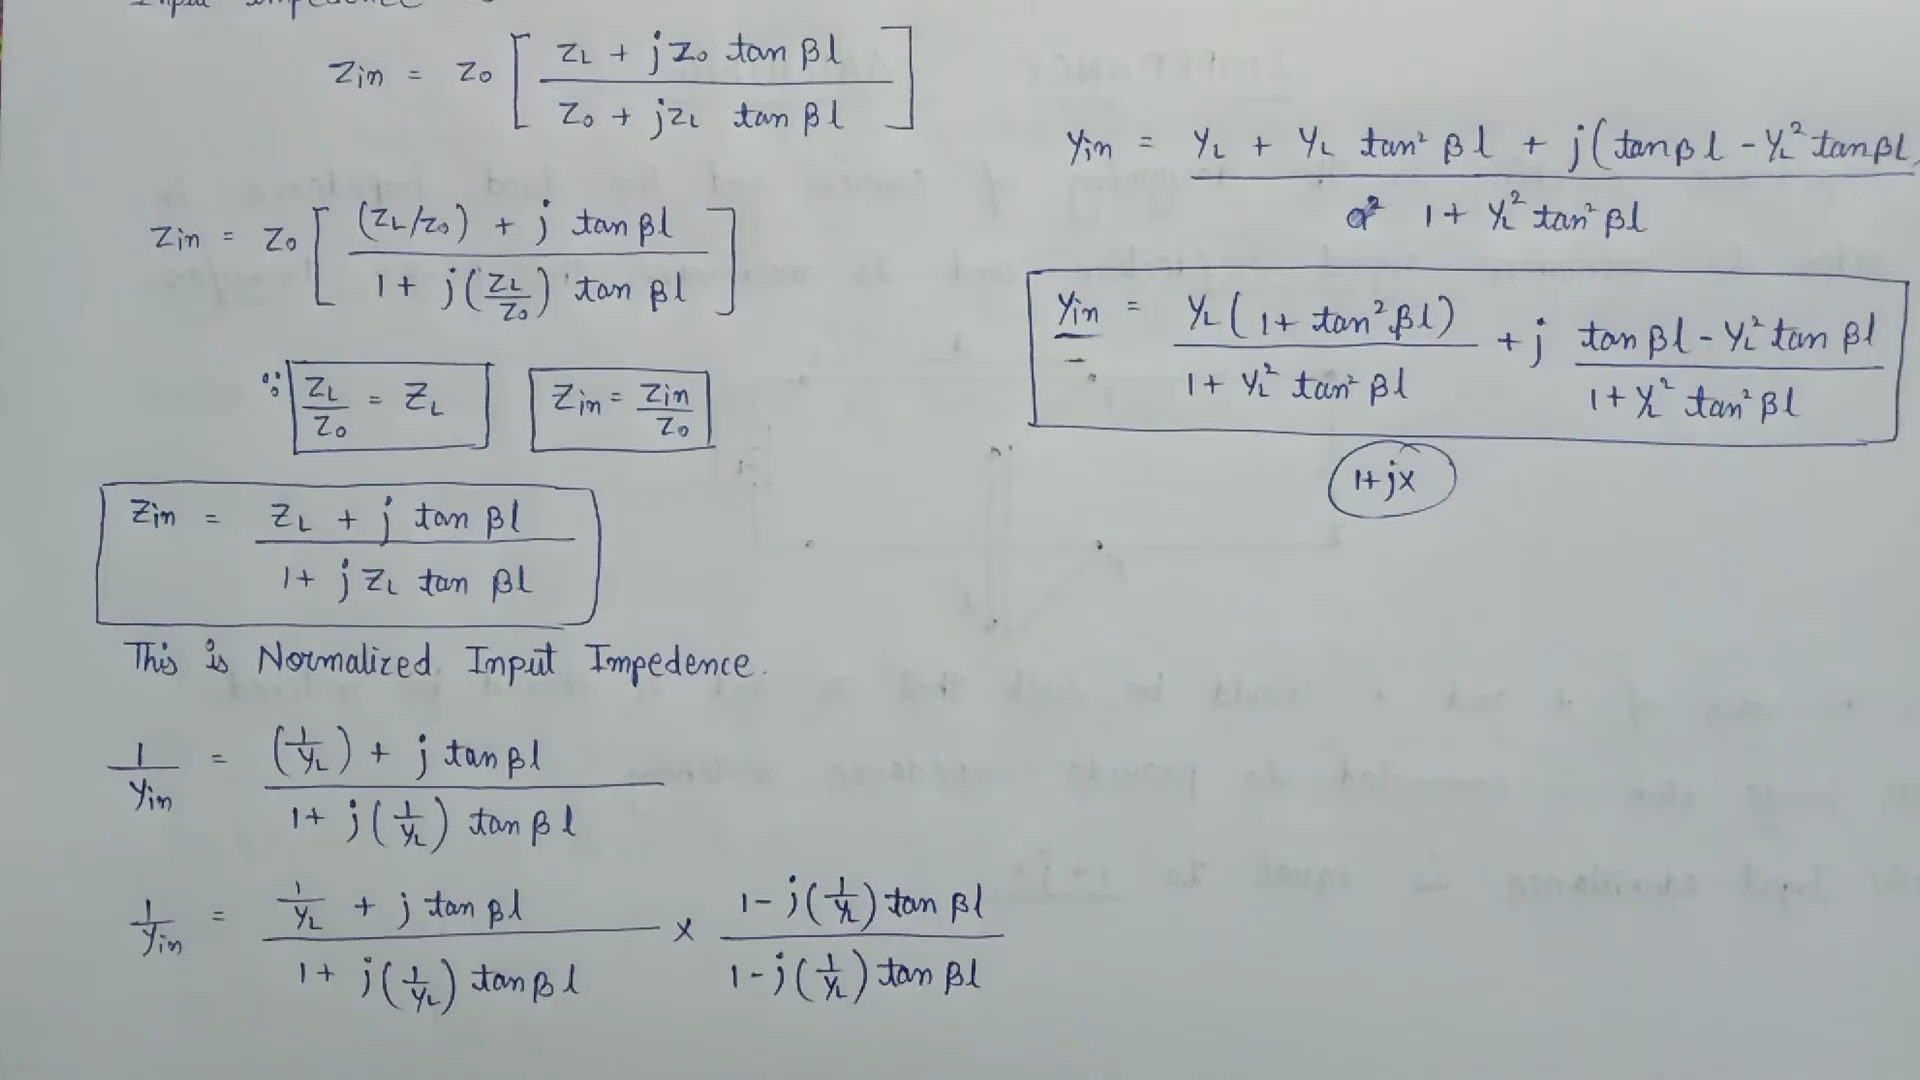 Input Impedence
Zin = Z₀ [ (ZL + j Z₀ tan βl) / (Z₀ + jZL tan βl) ]
Zin = Z₀ [ ((ZL/Z₀) + j tan βl) / (1 + j(ZL/Z₀) tan βl) ]
∵ ZL/Z₀ = ZL Zin = Zin/Z₀
Zin = (ZL + j tan βl) / (1 + j ZL tan βl)
This is Normalized Input Impedence.
1/Yin = ((1/YL) + j tan βl) / (1 + j(1/YL) tan βl)
1/Yin = (1/YL + j tan βl) / (1 + j(1/YL) tan βl) × (1 - j(1/YL) tan βl) / (1 - j(1/YL) tan βl)
Yin = (YL + YL tan² βl + j(tan βl - YL² tan βl) / (1 + YL² tan² βl)
Yin = YL(1 + tan² βl) / (1 + YL² tan² βl) + j (tan βl - YL² tan βl) / (1 + YL² tan² βl)
1+jx